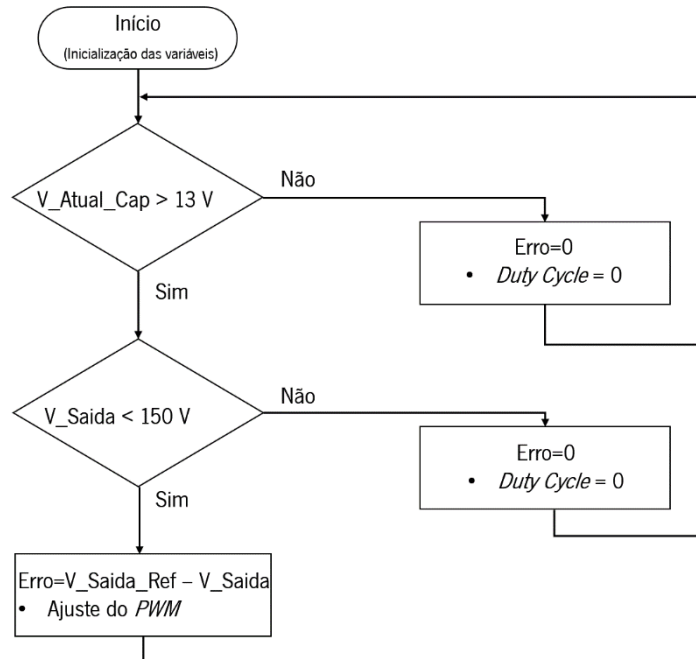 Início
(Inicialização das variáveis)
V_Atual_Cap > 13 V
Não
Erro=0
• Duty Cycle = 0
Sim
V_Saida < 150 V
Não
Erro=0
• Duty Cycle = 0
Sim
Erro=V_Saida_Ref – V_Saida
• Ajuste do PWM